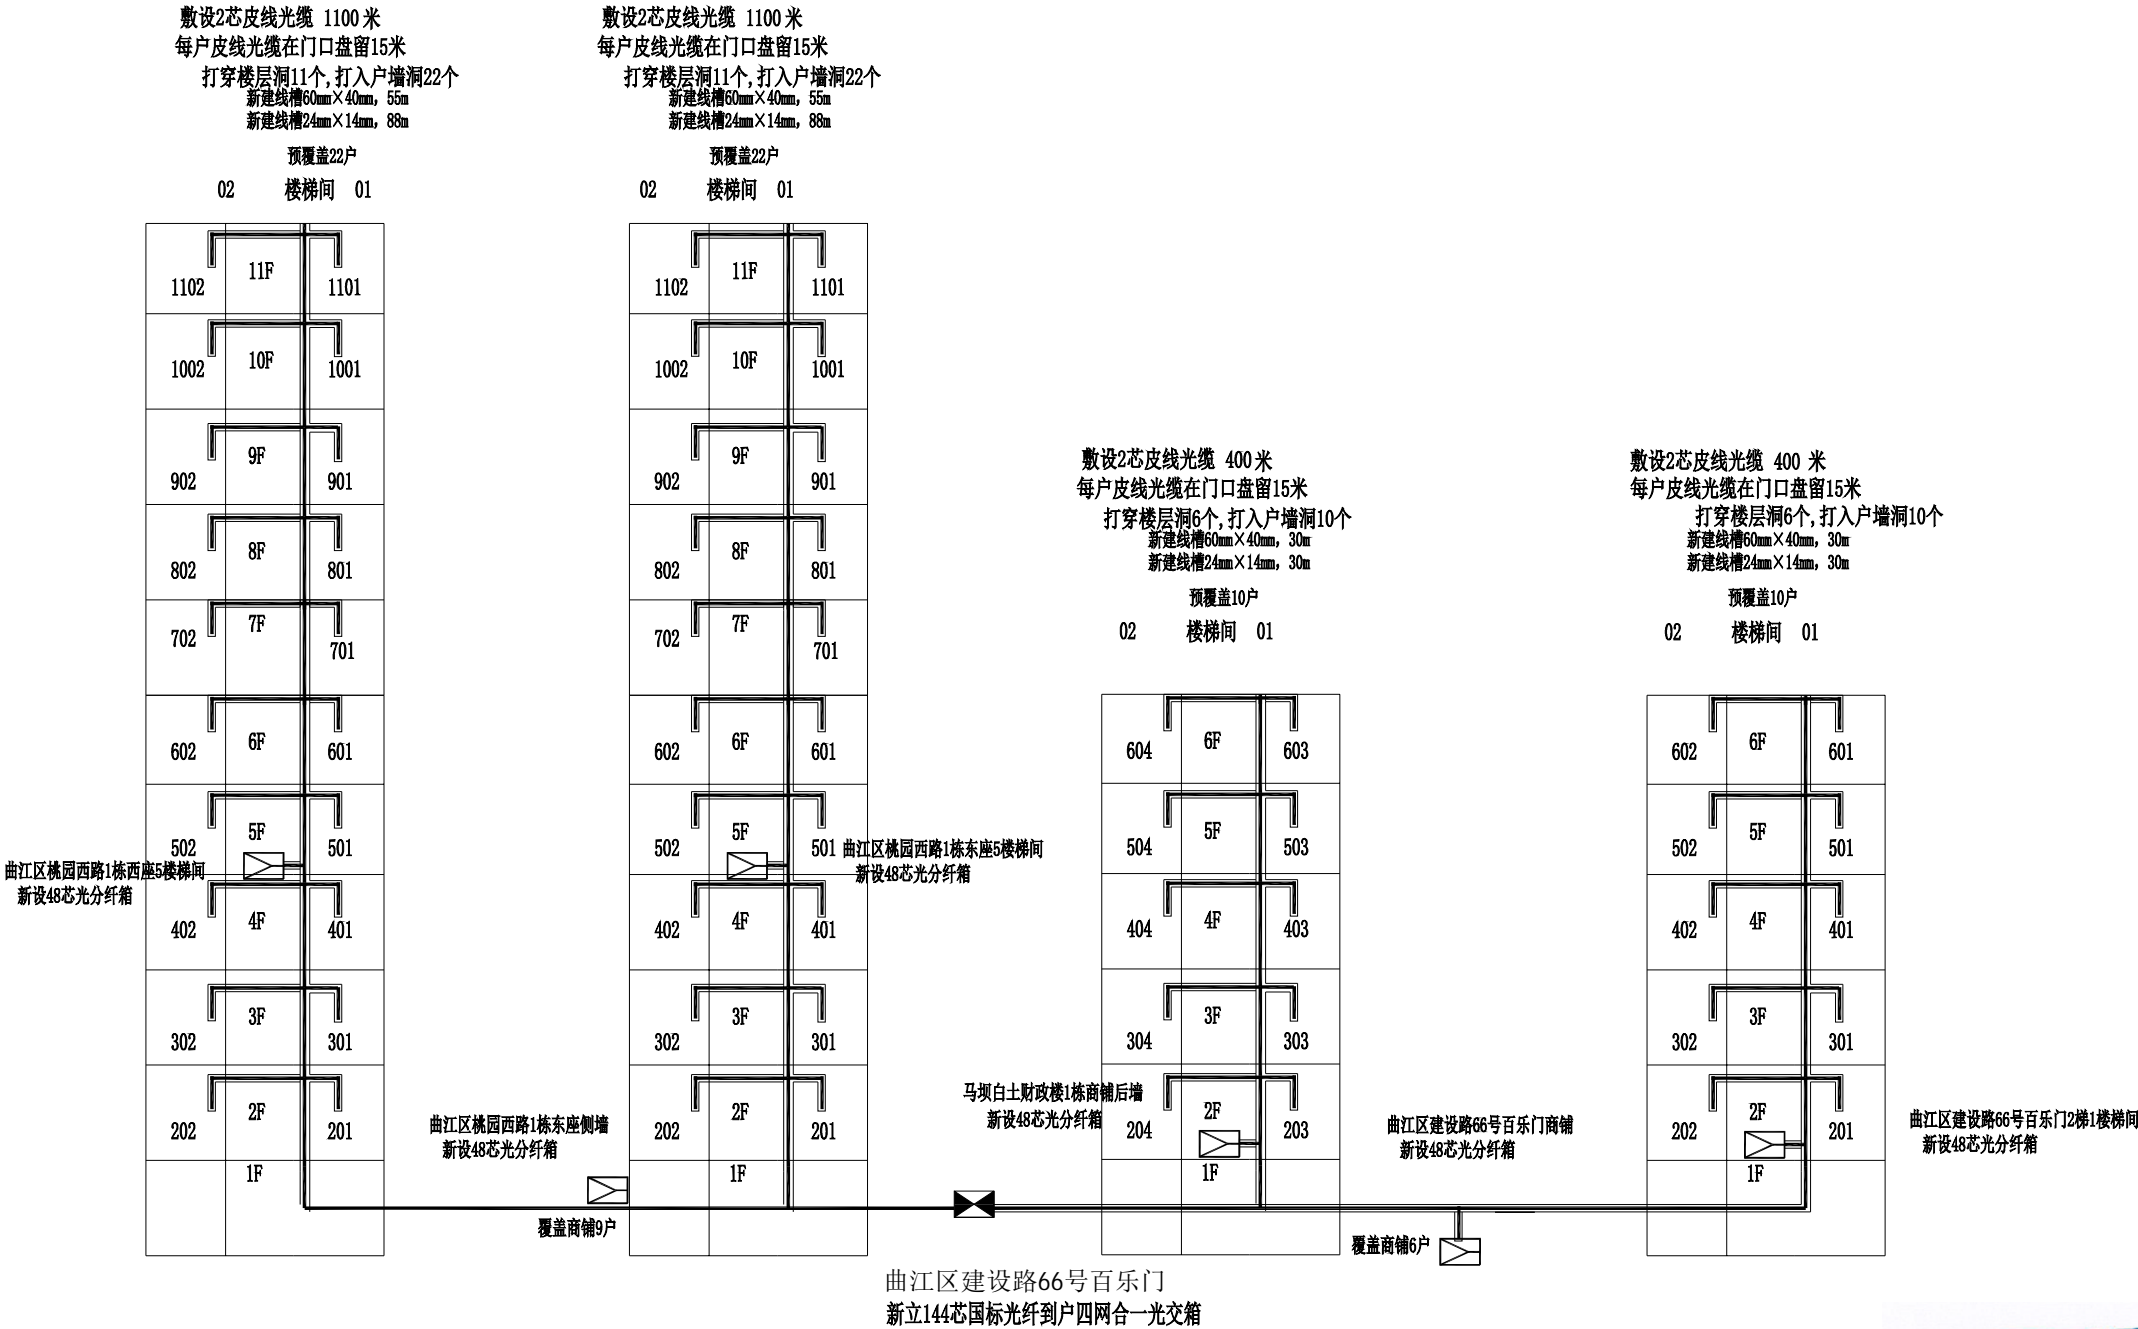 敷设2芯皮线光缆 1100米
每户皮线光缆在门口盘留15米
打穿楼层洞11个,打入户墙洞22个
新建线槽60mm×40mm，55m
新建线槽24mm×14mm，88m
预覆盖22户
02 楼梯间 01
1102 11F 1101
1002 10F 1001
902 9F 901
802 8F 801
702 7F 701
602 6F 601
502 5F 501
曲江区桃园西路1栋西座5楼梯间
新设48芯光分纤箱
402 4F 401
302 3F 301
202 2F 201
1F
敷设2芯皮线光缆 1100米
每户皮线光缆在门口盘留15米
打穿楼层洞11个,打入户墙洞22个
新建线槽60mm×40mm，55m
新建线槽24mm×14mm，88m
预覆盖22户
02 楼梯间 01
1102 11F 1101
1002 10F 1001
902 9F 901
802 8F 801
702 7F 701
602 6F 601
502 5F 501
曲江区桃园西路1栋东座5楼梯间
新设48芯光分纤箱
402 4F 401
302 3F 301
202 2F 201
1F
曲江区桃园西路1栋东座侧墙
新设48芯光分纤箱
覆盖商铺9户
敷设2芯皮线光缆 400米
每户皮线光缆在门口盘留15米
打穿楼层洞6个,打入户墙洞10个
新建线槽60mm×40mm，30m
新建线槽24mm×14mm，30m
预覆盖10户
02 楼梯间 01
604 6F 603
504 5F 503
404 4F 403
304 3F 303
马坝白土财政楼1栋商铺后墙
新设48芯光分纤箱
204 2F 203
1F
曲江区建设路66号百乐门商铺
新设48芯光分纤箱
覆盖商铺6户
敷设2芯皮线光缆 400 米
每户皮线光缆在门口盘留15米
打穿楼层洞6个,打入户墙洞10个
新建线槽60mm×40mm，30m
新建线槽24mm×14mm，30m
预覆盖10户
02 楼梯间 01
602 6F 601
502 5F 501
402 4F 401
302 3F 301
202 2F 201
1F
曲江区建设路66号百乐门2梯1楼梯间
新设48芯光分纤箱
曲江区建设路66号百乐门
新立144芯国标光纤到户四网合一光交箱